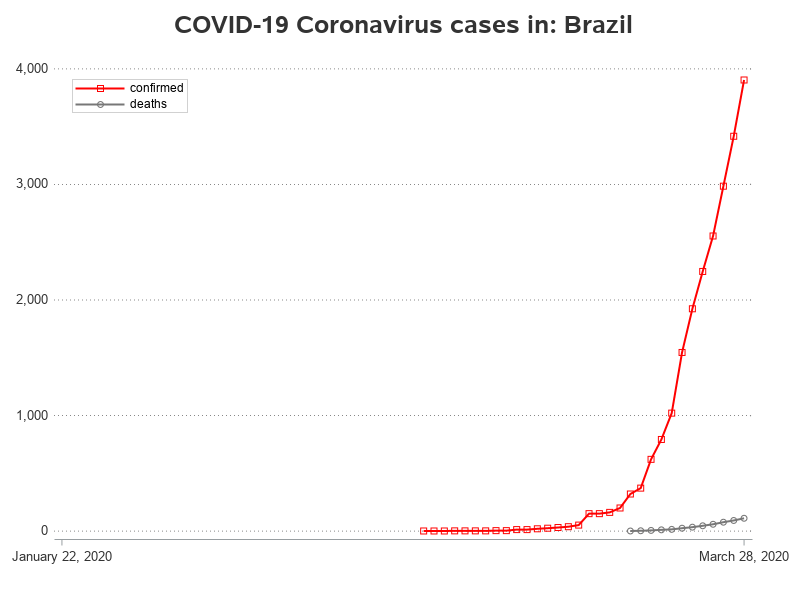 COVID-19 Coronavirus cases in: Brazil
4,000
confirmed
deaths
3,000
2,000
1,000
0
January 22, 2020
March 28, 2020